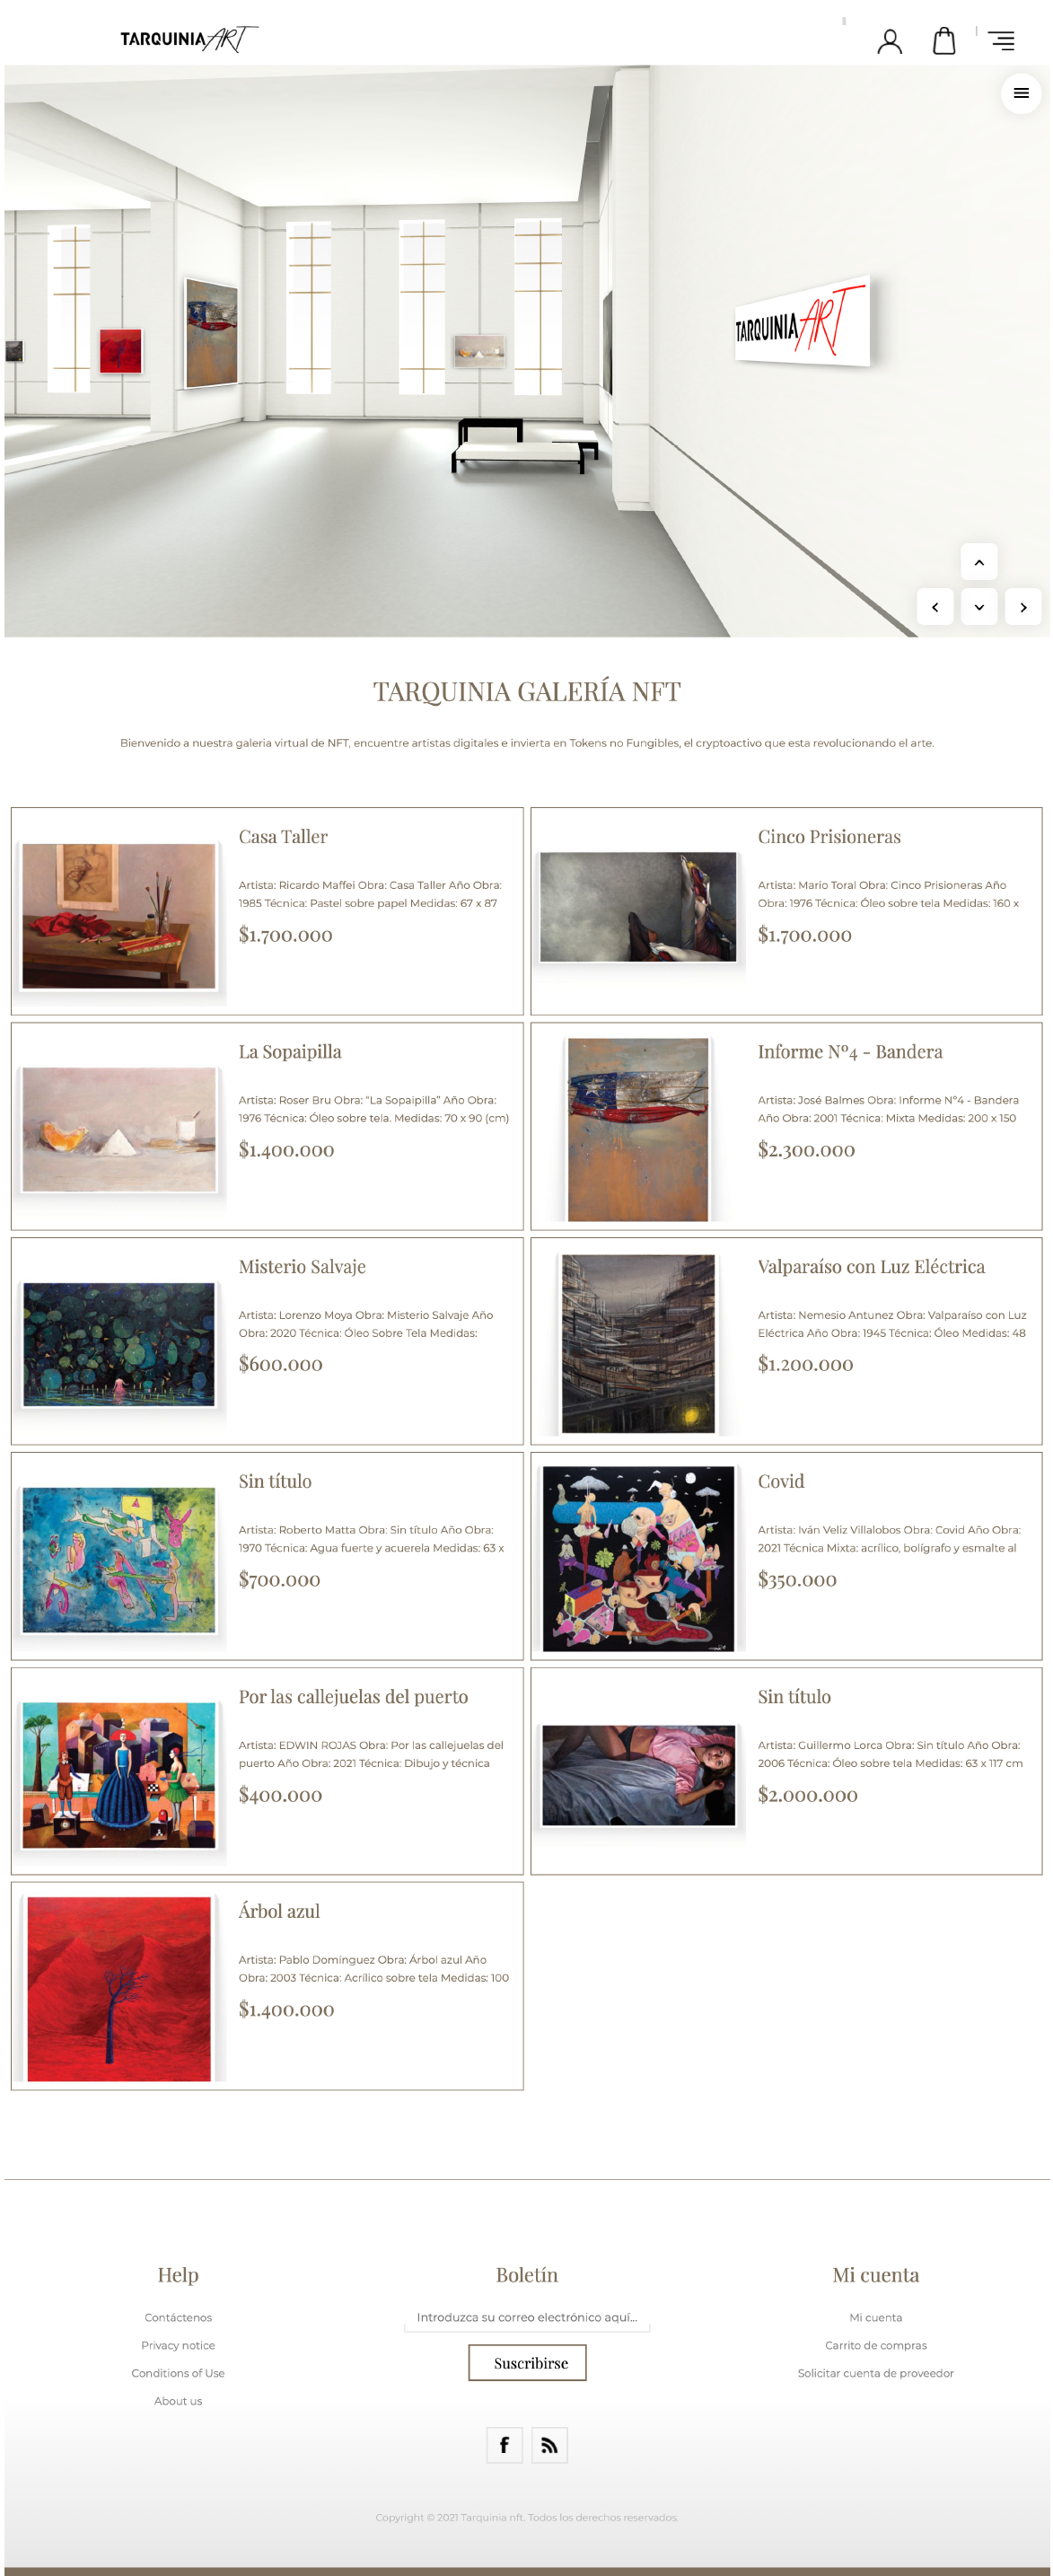 TARQUINIA ART
TARQUINIA ART
TARQUINIA GALERÍA NFT
Bienvenido a nuestra galeria virtual de NFT, encuentre artistas digitales e invierta en Tokens no Fungibles, el cryptoactivo que esta revolucionando el arte.
Casa Taller
Artista: Ricardo Maffei Obra: Casa Taller Año Obra:
1985 Técnica: Pastel sobre papel Medidas: 67 x 87
$1.700.000
Cinco Prisioneras
Artista: Mario Toral Obra: Cinco Prisioneras Año
Obra: 1976 Técnica: Óleo sobre tela Medidas: 160 x
$1.700.000
La Sopaipilla
Artista: Roser Bru Obra: “La Sopaipilla” Año Obra:
1976 Técnica: Óleo sobre tela. Medidas: 70 x 90 (cm)
$1.400.000
Informe Nº4 - Bandera
Artista: José Balmes Obra: Informe N°4 - Bandera
Año Obra: 2001 Técnica: Mixta Medidas: 200 x 150
$2.300.000
Misterio Salvaje
Artista: Lorenzo Moya Obra: Misterio Salvaje Año
Obra: 2020 Técnica: Óleo Sobre Tela Medidas:
$600.000
Valparaíso con Luz Eléctrica
Artista: Nemesio Antunez Obra: Valparaíso con Luz
Eléctrica Año Obra: 1945 Técnica: Óleo Medidas: 48
$1.200.000
Sin título
Artista: Roberto Matta Obra: Sin título Año Obra:
1970 Técnica: Agua fuerte y acuerela Medidas: 63 x
$700.000
Covid
Artista: Iván Veliz Villalobos Obra: Covid Año Obra:
2021 Técnica Mixta: acrílico, bolígrafo y esmalte al
$350.000
Por las callejuelas del puerto
Artista: EDWIN ROJAS Obra: Por las callejuelas del
puerto Año Obra: 2021 Técnica: Dibujo y técnica
$400.000
Sin título
Artista: Guillermo Lorca Obra: Sin título Año Obra:
2006 Técnica: Óleo sobre tela Medidas: 63 x 117 cm
$2.000.000
Árbol azul
Artista: Pablo Domínguez Obra: Árbol azul Año
Obra: 2003 Técnica: Acrílico sobre tela Medidas: 100
$1.400.000
Help
Contáctenos
Privacy notice
Conditions of Use
About us
Boletín
Introduzca su correo electrónico aquí...
Suscribirse
Mi cuenta
Mi cuenta
Carrito de compras
Solicitar cuenta de proveedor
Copyright © 2021 Tarquinia nft. Todos los derechos reservados.